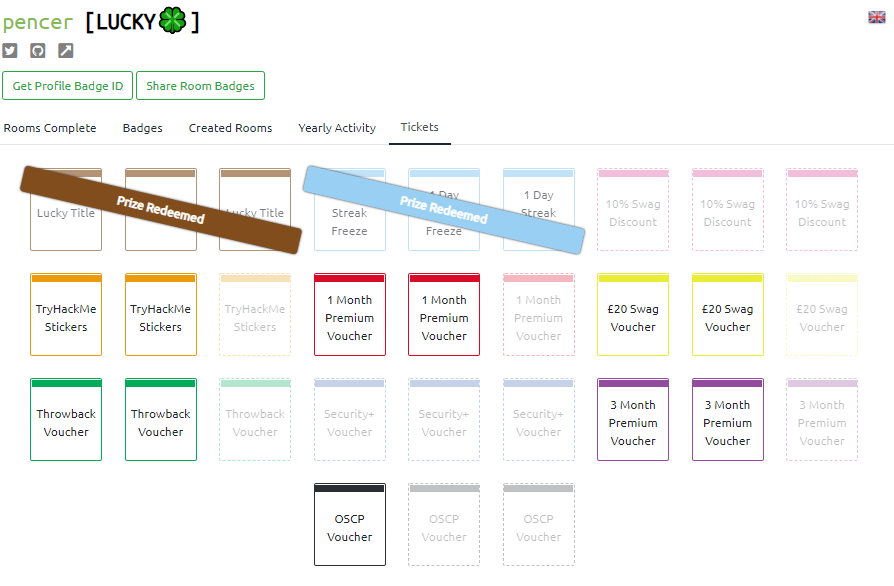 pencer [LUCKY🍀]
Get Profile Badge ID
Share Room Badges
Rooms Complete
Badges
Created Rooms
Yearly Activity
Tickets
Lucky Title
Prize Redeemed
Lucky Title
Streak
Freeze
1 Day
Prize Redeemed
Freeze
1 Day
Streak
10% Swag
Discount
10% Swag
Discount
10% Swag
Discount
TryHackMe
Stickers
TryHackMe
Stickers
TryHackMe
Stickers
1 Month
Premium
Voucher
1 Month
Premium
Voucher
1 Month
Premium
Voucher
£20 Swag
Voucher
£20 Swag
Voucher
£20 Swag
Voucher
Throwback
Voucher
Throwback
Voucher
Throwback
Voucher
Security+
Voucher
Security+
Voucher
Security+
Voucher
3 Month
Premium
Voucher
3 Month
Premium
Voucher
3 Month
Premium
Voucher
OSCP
Voucher
OSCP
Voucher
OSCP
Voucher